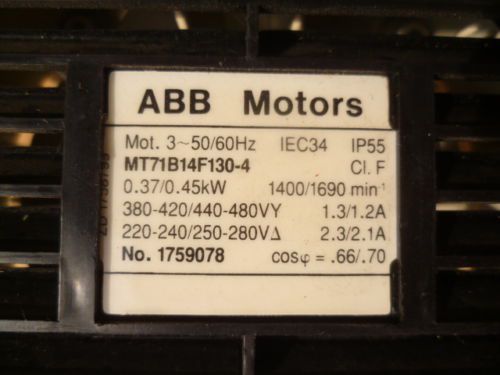 ABB Motors
Mot. 3~50/60Hz IEC34 IP55
MT71B14F130-4 Cl. F
0.37/0.45kW 1400/1690 min⁻¹
380-420/440-480VY 1.3/1.2A
220-240/250-280VΔ 2.3/2.1A
No. 1759078 cosφ = .66/.70